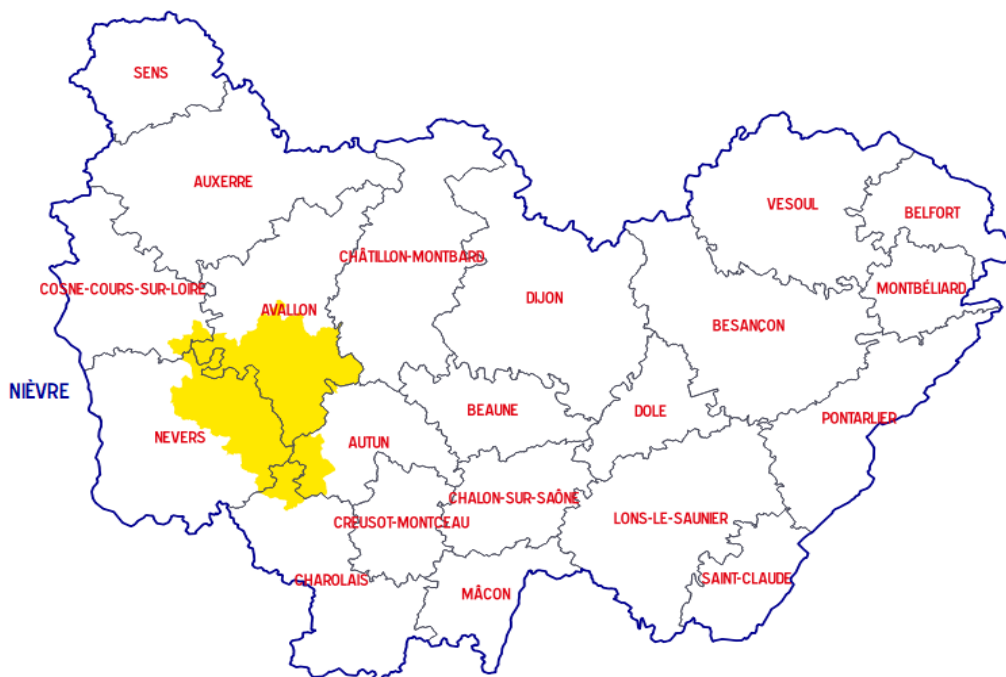 SENS
AUXERRE
VESOUL
BELFORT
CHÂTILLON-MONTBARD
COSNE-COURS-SUR-LOIRE
MONTBÉLIARD
DIJON
AVALLON
BESANÇON
NIÈVRE
BEAUNE
DOLE
PONTARLIER
NEVERS
AUTUN
CHALON-SUR-SAÔNE
LONS-LE-SAUNIER
CREUSOT-MONTCEAU
CHAROLAIS
SAINT-CLAUDE
MÂCON